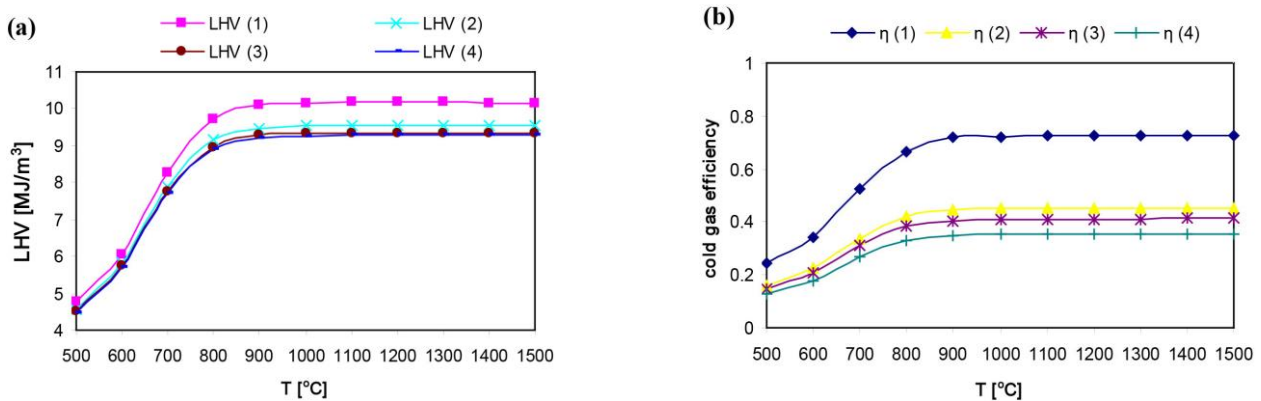 (a)
LHV (1)
LHV (2)
LHV (3)
LHV (4)
LHV [MJ/m³]
11
10
9
8
7
6
5
4
500 600 700 800 900 1000 1100 1200 1300 1400 1500
T [°C]
(b)
η (1) η (2) η (3) η (4)
cold gas efficiency
1
0.8
0.6
0.4
0.2
0
500 600 700 800 900 1000 1100 1200 1300 1400 1500
T [°C]